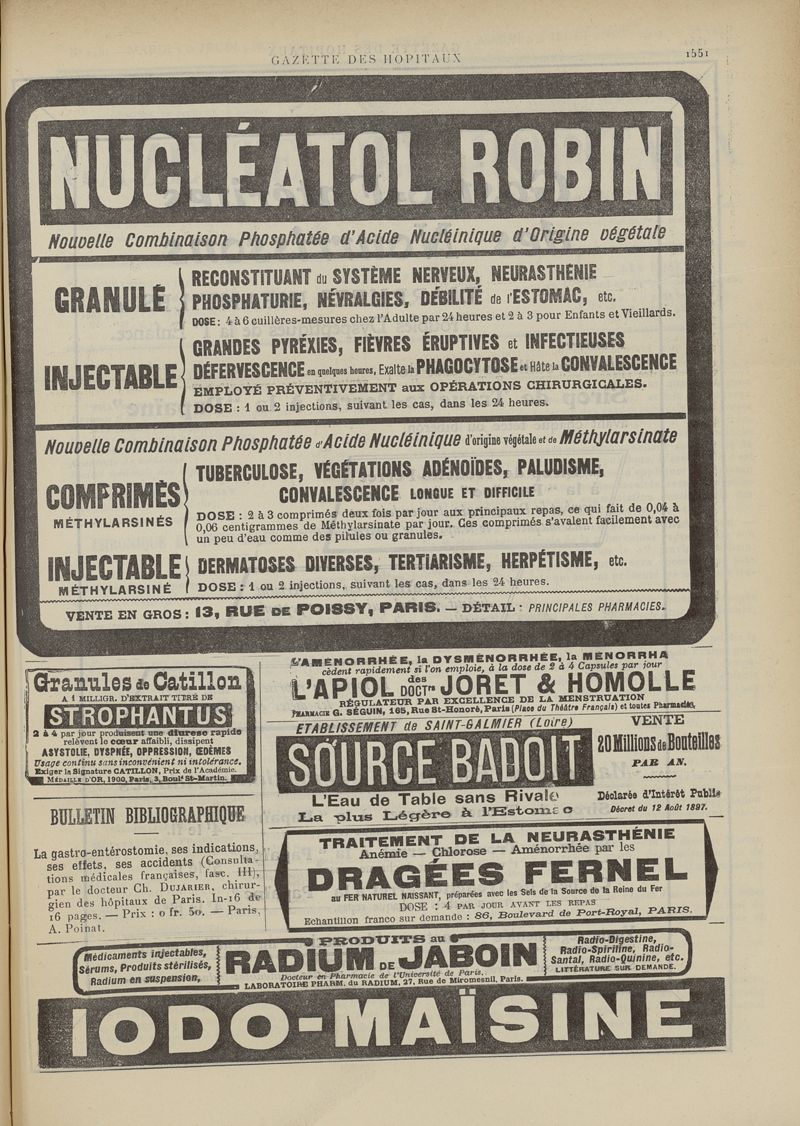 GAZETTE DES HOPITAUX
1551
NUCLÉATOL ROBIN
Nouvelle Combinaison Phosphatée d'Acide Nucléinique d'Origine végétale
GRANULÉ
RECONSTITUANT du SYSTÈME NERVEUX, NEURASTHÉNIE
PHOSPHATURIE, NÉVRALGIES, DÉBILITÉ de l'ESTOMAC, etc.
DOSE: 4 à 6 cuillères-mesures chez l'Adulte par 24 heures et 2 à 3 pour Enfants et Vieillards.
INJECTABLE
GRANDES PYRÉXIES, FIÈVRES ÉRUPTIVES et INFECTIEUSES
DÉFERVESCENCE en quelques heures, Exalte la PHAGOCYTOSE et Hâte la CONVALESCENCE
EMPLOYÉ PRÉVENTIVEMENT aux OPÉRATIONS CHIRURGICALES.
DOSE : 1 ou 2 injections, suivant les cas, dans les 24 heures.
Nouvelle Combinaison Phosphatée d'Acide Nucléinique d'origine végétale et de Méthylarsinate
COMPRIMÉS
MÉTHYLARSINÉS
TUBERCULOSE, VÉGÉTATIONS ADÉNOÏDES, PALUDISME,
CONVALESCENCE LONGUE ET DIFFICILE
DOSE : 2 à 3 comprimés deux fois par jour aux principaux repas, ce qui fait de 0,04 à
0,06 centigrammes de Méthylarsinate par jour. Ces comprimés s'avalent facilement avec
un peu d'eau comme des pilules ou granules.
INJECTABLE
MÉTHYLARSINÉ
DERMATOSES DIVERSES, TERTIARISME, HERPÉTISME, etc.
DOSE : 1 ou 2 injections, suivant les cas, dans les 24 heures.
VENTE EN GROS : 13, RUE DE POISSY, PARIS. — DÉTAIL : PRINCIPALES PHARMACIES.
Granules de Catillon
A 1 MILLIGR. D'EXTRAIT TITRÉ DE
STROPHANTUS
2 à 4 par jour produisent une diurèse rapide
relèvent le cœur affaibli, dissipent
ASYSTOLIE, DYSPNÉE, OPPRESSION, ŒDÈMES
Usage continu sans inconvénient ni intolérance.
Exiger la Signature CATILLON, Prix de l'Académie.
MÉDAILLE D'OR, 1900, Paris, 3, Boulᵗ Sᵗ-Martin.
BULLETIN BIBLIOGRAPHIQUE
La gastro-entérostomie, ses indications,
ses effets, ses accidents (Consulta-
tions médicales françaises, fasc. III),
par le docteur Ch. DUJARIER, chirur-
gien des hôpitaux de Paris. In-16 de
16 pages. — Prix : 0 fr. 50. — Paris,
A. Poinat.
L'AMÉNORRHÉE, la DYSMÉNORRHÉE, la MENORRHA
cèdent rapidement si l'on emploie, à la dose de 2 à 4 Capsules par jour
L'APIOL des DOCTrs JORET & HOMOLLE
RÉGULATEUR PAR EXCELLENCE DE LA MENSTRUATION
PHARMACIE G. SÉGUIN, 165, Rue St-Honoré, Paris (Place du Théâtre Français) et toutes Pharmacies.
ÉTABLISSEMENT de SAINT-GALMIER (Loire)
SOURCE BADOIT
L'Eau de Table sans Rivale
La plus Légère à l'Estomac
VENTE
20 Millions de Bouteilles
PAR AN.
Déclarée d'Intérêt Public
Décret du 12 Août 1897.
TRAITEMENT DE LA NEURASTHÉNIE
Anémie — Chlorose — Aménorrhée par les
DRAGÉES FERNEL
au FER NATUREL NAISSANT, préparées avec les Sels de la Source de la Reine du Fer
DOSE : 4 PAR JOUR AVANT LES REPAS
Echantillon franco sur demande : 86, Boulevard de Port-Royal, PARIS.
Médicaments injectables,
Sérums, Produits stérilisés,
Radium en suspension,
PRODUITS au
RADIUM DE JABOIN
Docteur en Pharmacie de l'Université de Paris.
LABORATOIRE PHARM. du RADIUM, 27, Rue de Miromesnil, Paris.
Radio-Digestine,
Radio-Spirilline, Radio-
Santal, Radio-Quinine, etc.
LITTÉRATURE SUR DEMANDE.
IODO-MAÏSINE